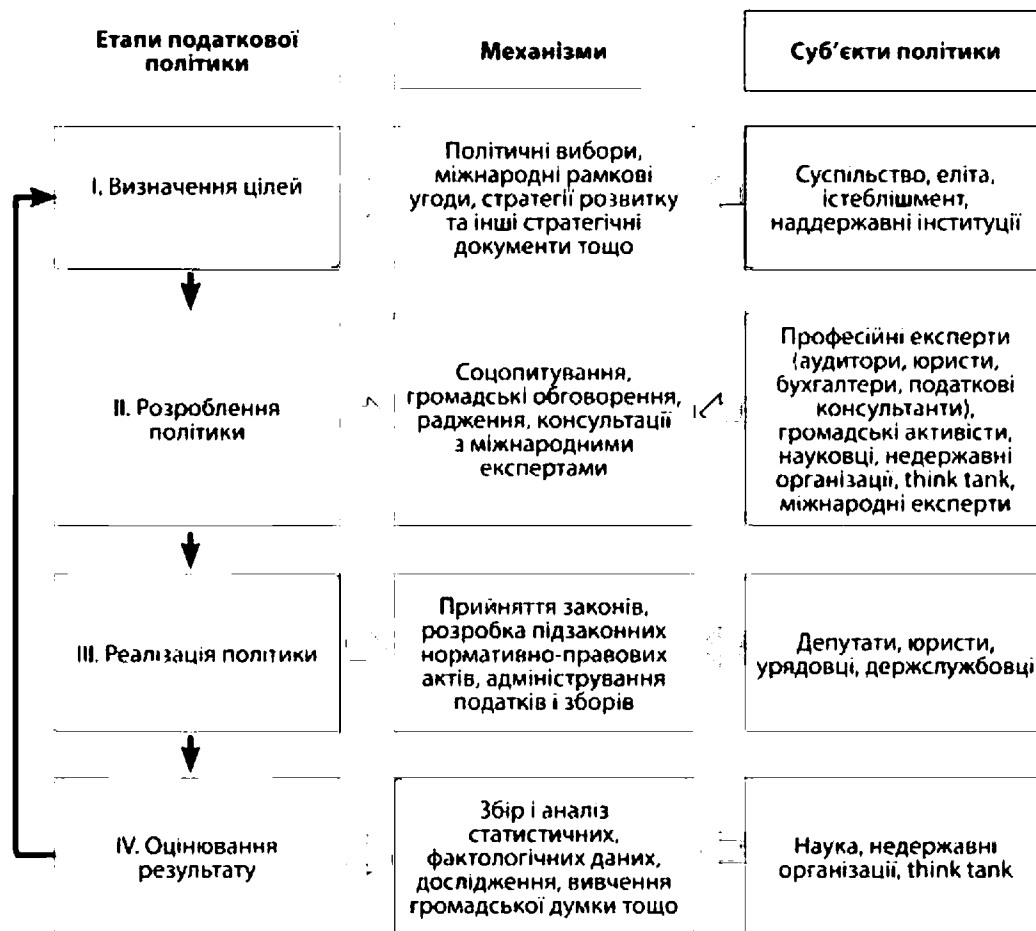 Етапи податкової
політики
Механізми
Суб'єкти політики
І. Визначення цілей
Політичні вибори,
міжнародні рамкові
угоди, стратегії розвитку
та інші стратегічні
документи тощо
Суспільство, еліта,
істеблішмент,
наддержавні інституції
ІІ. Розроблення
політики
Соцопитування,
громадські обговорення,
радження, консультації
з міжнародними
експертами
Професійні експерти
(аудитори, юристи,
бухгалтери, податкові
консультанти),
громадські активісти,
науковці, недержавні
організації, think tank,
міжнародні експерти
ІІІ. Реалізація політики
Прийняття законів,
розробка підзаконних
нормативно-правових
актів, адміністрування
податків і зборів
Депутати, юристи,
урядовці, держслужбовці
IV. Оцінювання
результату
Збір і аналіз
статистичних,
фактологічних даних,
дослідження, вивчення
громадської думки тощо
Наука, недержавні
організації, think tank